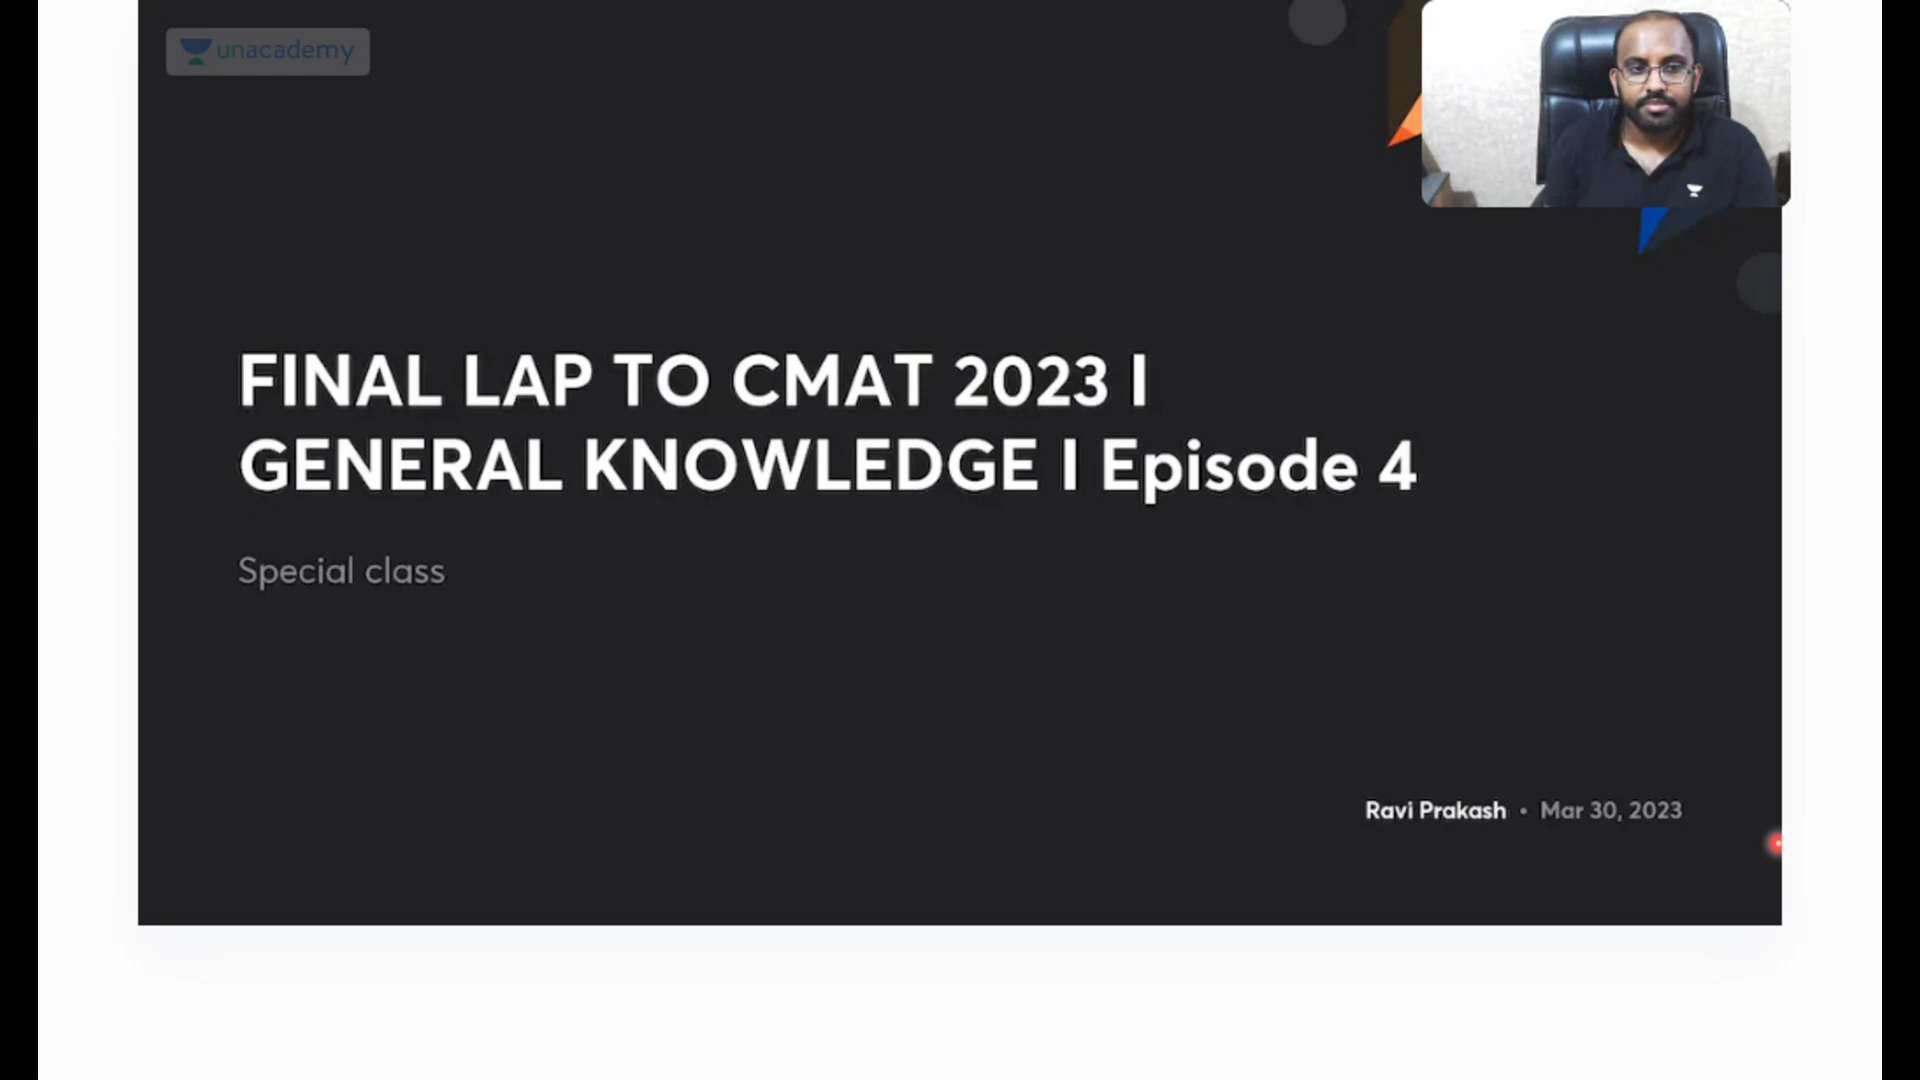 unacademy
FINAL LAP TO CMAT 2023 I
GENERAL KNOWLEDGE I Episode 4
Special class
Ravi Prakash • Mar 30, 2023